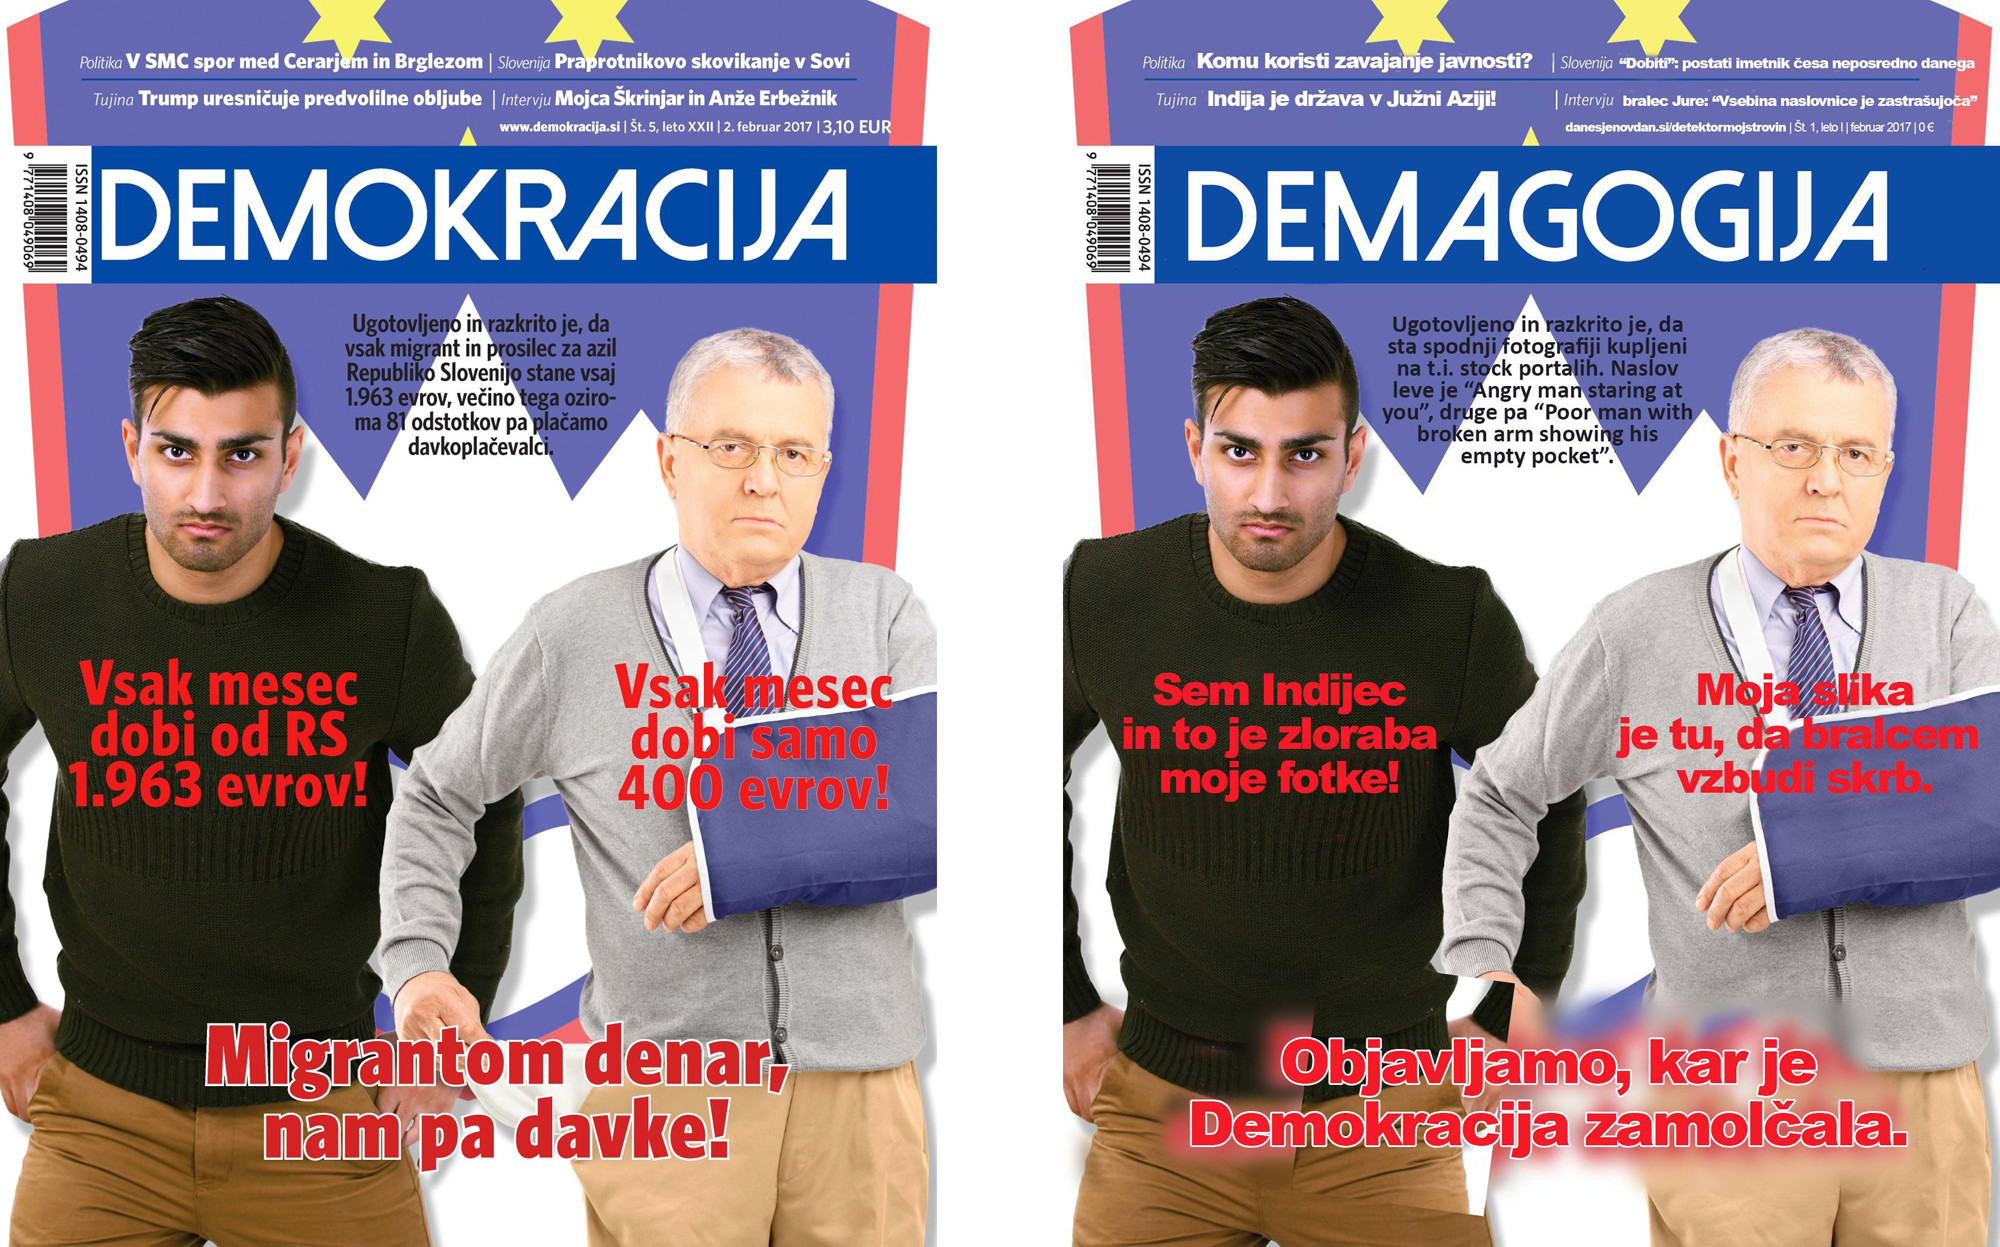 Politika V SMC spor med Cerarjem in Brglezom | Slovenija Praprotnikovo skovikanje v Sovi
Tujina Trump uresničuje predvolilne obljube | Intervju Mojca Škrinjar in Anže Erbežnik
www.demokracija.si | Št. 5, leto XXII | 2. februar 2017 | 3,10 EUR
ISSN 1408-0494
9 771408 049069
DEMOKRACIJA
Ugotovljeno in razkrito je, da
vsak migrant in prosilec za azil
Republiko Slovenijo stane vsaj
1.963 evrov, večino tega oziro-
ma 81 odstotkov pa plačamo
davkoplačevalci.
Vsak mesec
dobi od RS
1.963 evrov!
Vsak mesec
dobi samo
400 evrov!
Migrantom denar,
nam pa davke!
Politika Komu koristi zavajanje javnosti? | Slovenija “Dobiti”: postati imetnik česa neposredno danega
Tujina Indija je država v Južni Aziji! | Intervju bralec Jure: “Vsebina naslovnice je zastrašujoča”
danesjenovdan.si/detektormojstrovin | Št. 1, leto I | februar 2017 | 0 €
ISSN 1408-0494
9 771408 049069
DEMAGOGIJA
Ugotovljeno in razkrito je, da
sta spodnji fotografiji kupljeni
na t.i. stock portalih. Naslov
leve je “Angry man staring at
you”, druge pa “Poor man with
broken arm showing his
empty pocket”.
Sem Indijec
in to je zloraba
moje fotke!
Moja slika
je tu, da bralcem
vzbudi skrb.
Objavljamo, kar je
Demokracija zamolčala.